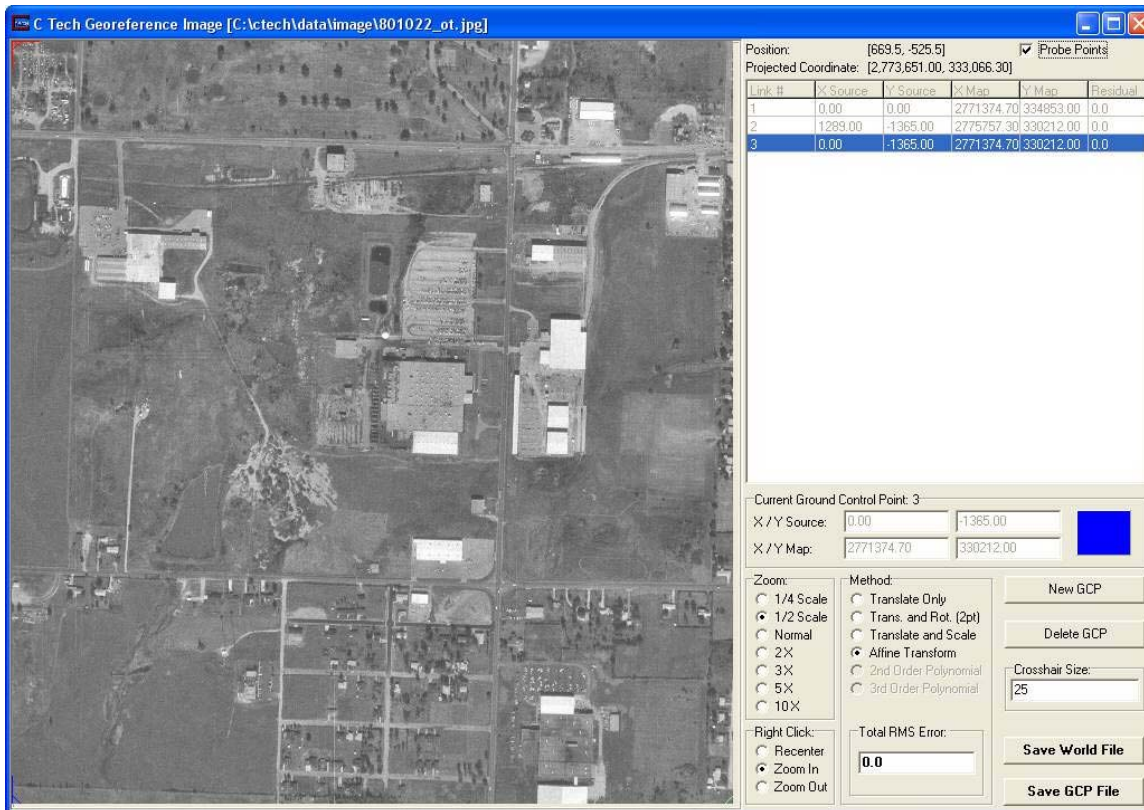 C Tech Georeference Image [C:\ctech\data\image\801022_ot.jpg]
Position: [669.5, -525.5] Probe Points
Projected Coordinate: [2,773,651.00, 333,066.30]
Link # X Source Y Source X Map Y Map Residual
1 0.00 0.00 2771374.70 334853.00 0.0
2 1289.00 -1365.00 2775757.30 330212.00 0.0
3 0.00 -1365.00 2771374.70 330212.00 0.0
Current Ground Control Point: 3
X / Y Source: 0.00 -1365.00
X / Y Map: 2771374.70 330212.00
Zoom:
1/4 Scale
1/2 Scale
Normal
2X
3X
5X
10X
Method:
Translate Only
Trans. and Rot. (2pt)
Translate and Scale
Affine Transform
2nd Order Polynomial
3rd Order Polynomial
New GCP
Delete GCP
Crosshair Size:
25
Right Click:
Recenter
Zoom In
Zoom Out
Total RMS Error:
0.0
Save World File
Save GCP File